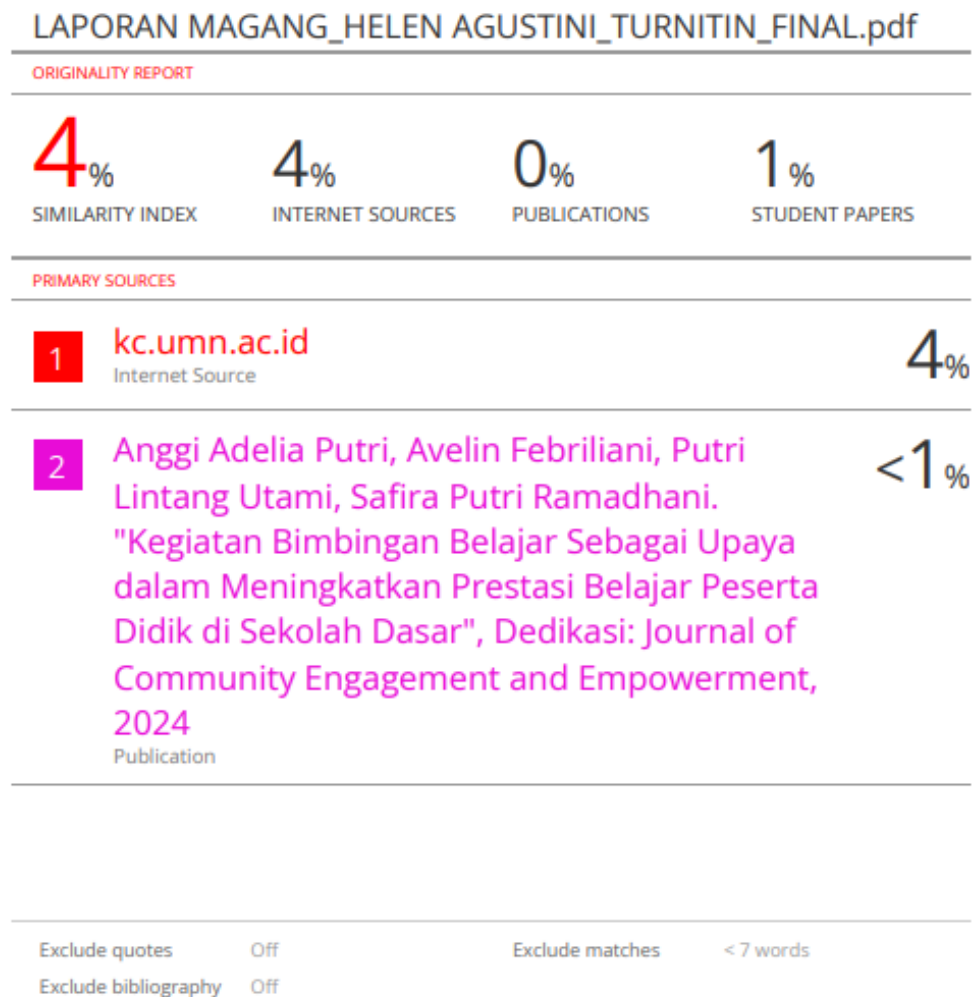 LAPORAN MAGANG_HELEN AGUSTINI_TURNITIN_FINAL.pdf
ORIGINALITY REPORT
4% 4% 0% 1%
SIMILARITY INDEX INTERNET SOURCES PUBLICATIONS STUDENT PAPERS
PRIMARY SOURCES
1 kc.umn.ac.id 4%
Internet Source
2 Anggi Adelia Putri, Avelin Febriliani, Putri <1%
Lintang Utami, Safira Putri Ramadhani.
"Kegiatan Bimbingan Belajar Sebagai Upaya
dalam Meningkatkan Prestasi Belajar Peserta
Didik di Sekolah Dasar", Dedikasi: Journal of
Community Engagement and Empowerment,
2024
Publication
Exclude quotes Off Exclude matches < 7 words
Exclude bibliography Off